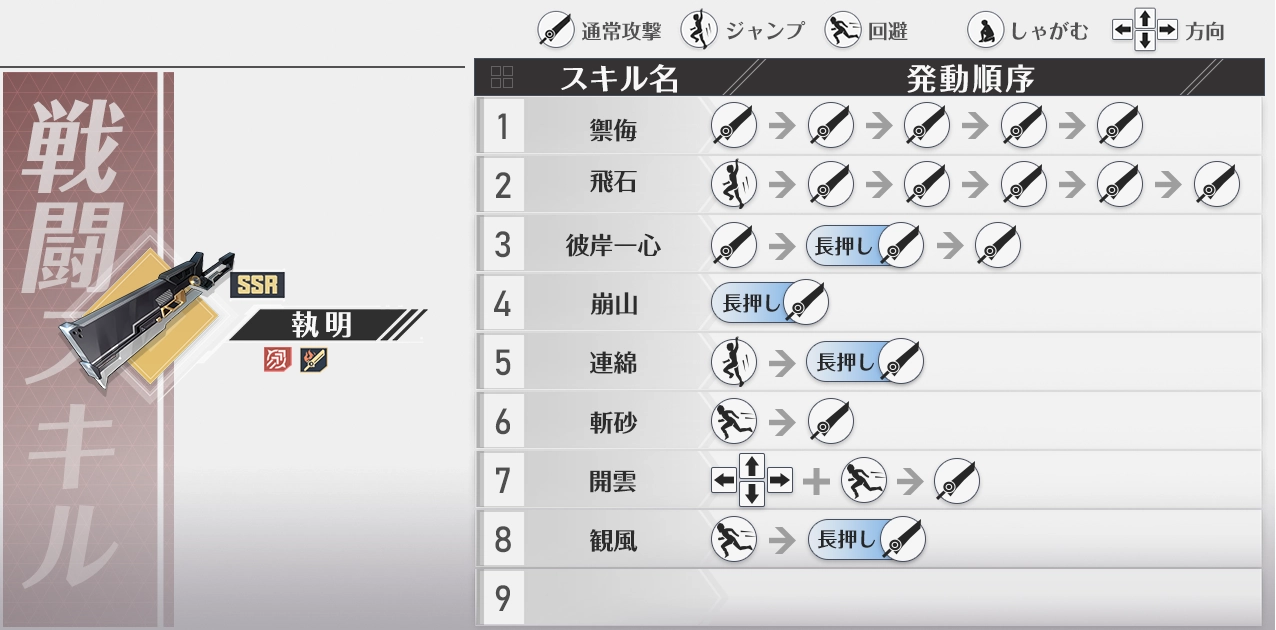 通常攻撃 ジャンプ 回避 しゃがむ 方向
戦闘スキル
SSR
執明
スキル名 発動順序
1 禦侮
2 飛石
3 彼岸一心 長押し
4 崩山 長押し
5 連綿 長押し
6 斬砂
7 開雲
8 観風 長押し
9